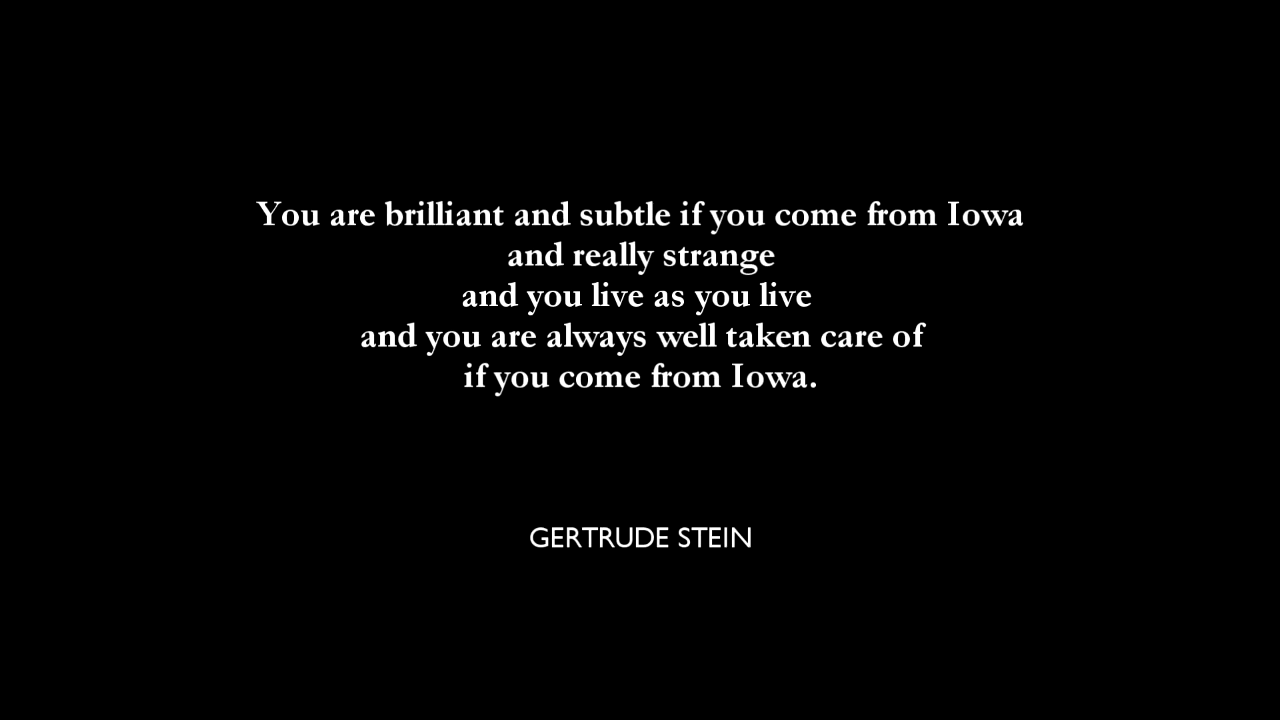 You are brilliant and subtle if you come from Iowa
and really strange
and you live as you live
and you are always well taken care of
if you come from Iowa.
GERTRUDE STEIN